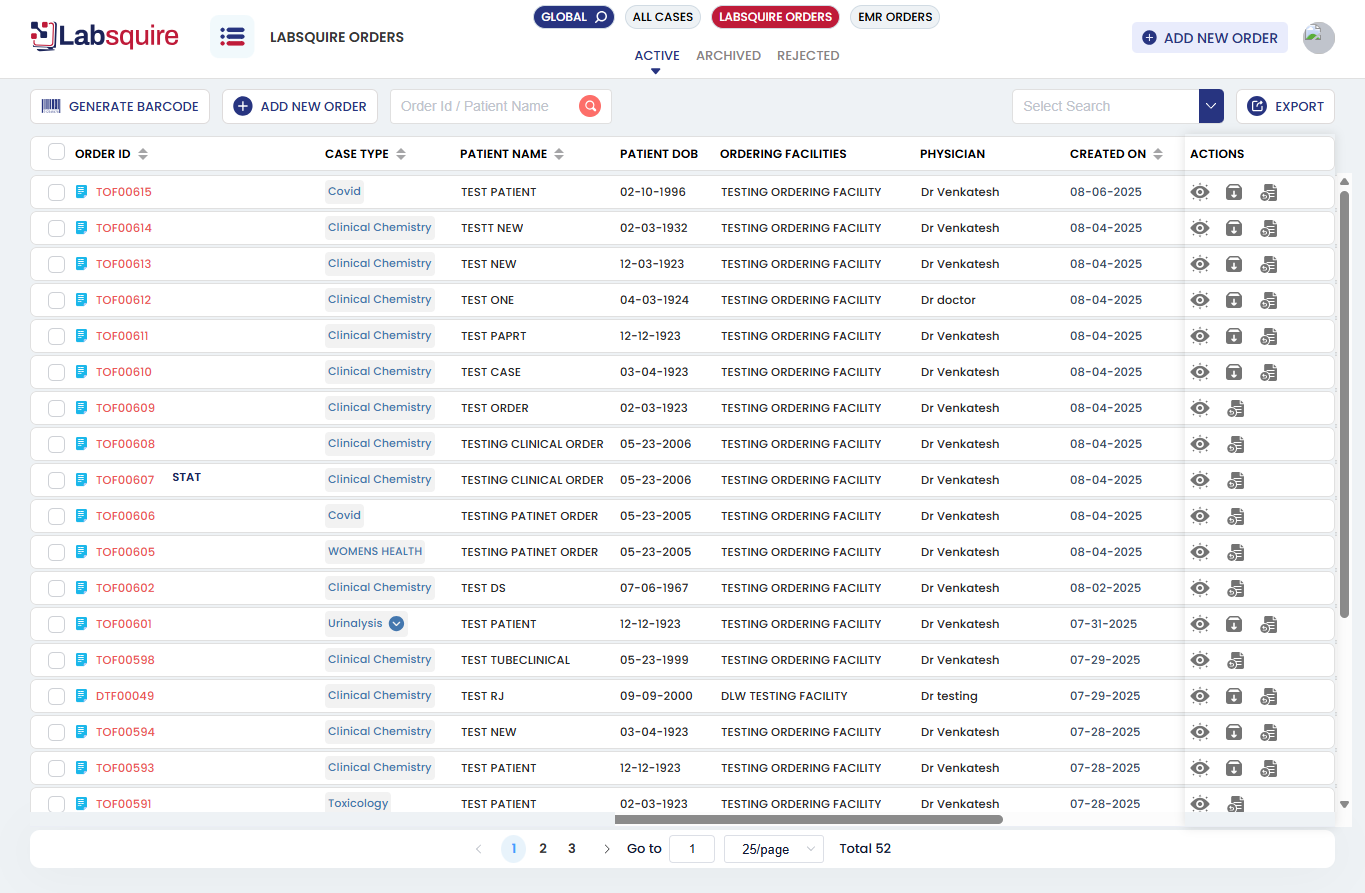 GLOBAL ALL CASES LABSQUIRE ORDERS EMR ORDERS
Labsquire LABSQUIRE ORDERS ADD NEW ORDER
ACTIVE ARCHIVED REJECTED
GENERATE BARCODE ADD NEW ORDER Order Id / Patient Name Select Search EXPORT
ORDER ID CASE TYPE PATIENT NAME PATIENT DOB ORDERING FACILITIES PHYSICIAN CREATED ON ACTIONS
TOF00615 Covid TEST PATIENT 02-10-1996 TESTING ORDERING FACILITY Dr Venkatesh 08-06-2025
TOF00614 Clinical Chemistry TESTT NEW 02-03-1932 TESTING ORDERING FACILITY Dr Venkatesh 08-04-2025
TOF00613 Clinical Chemistry TEST NEW 12-03-1923 TESTING ORDERING FACILITY Dr Venkatesh 08-04-2025
TOF00612 Clinical Chemistry TEST ONE 04-03-1924 TESTING ORDERING FACILITY Dr doctor 08-04-2025
TOF00611 Clinical Chemistry TEST PAPRT 12-12-1923 TESTING ORDERING FACILITY Dr Venkatesh 08-04-2025
TOF00610 Clinical Chemistry TEST CASE 03-04-1923 TESTING ORDERING FACILITY Dr Venkatesh 08-04-2025
TOF00609 Clinical Chemistry TEST ORDER 02-03-1923 TESTING ORDERING FACILITY Dr Venkatesh 08-04-2025
TOF00608 Clinical Chemistry TESTING CLINICAL ORDER 05-23-2006 TESTING ORDERING FACILITY Dr Venkatesh 08-04-2025
TOF00607 STAT Clinical Chemistry TESTING CLINICAL ORDER 05-23-2006 TESTING ORDERING FACILITY Dr Venkatesh 08-04-2025
TOF00606 Covid TESTING PATINET ORDER 05-23-2005 TESTING ORDERING FACILITY Dr Venkatesh 08-04-2025
TOF00605 WOMENS HEALTH TESTING PATINET ORDER 05-23-2005 TESTING ORDERING FACILITY Dr Venkatesh 08-04-2025
TOF00602 Clinical Chemistry TEST DS 07-06-1967 TESTING ORDERING FACILITY Dr Venkatesh 08-02-2025
TOF00601 Urinalysis TEST PATIENT 12-12-1923 TESTING ORDERING FACILITY Dr Venkatesh 07-31-2025
TOF00598 Clinical Chemistry TEST TUBECLINICAL 05-23-1999 TESTING ORDERING FACILITY Dr Venkatesh 07-29-2025
DTF00049 Clinical Chemistry TEST RJ 09-09-2000 DLW TESTING FACILITY Dr testing 07-29-2025
TOF00594 Clinical Chemistry TEST NEW 03-04-1923 TESTING ORDERING FACILITY Dr Venkatesh 07-28-2025
TOF00593 Clinical Chemistry TEST PATIENT 12-12-1923 TESTING ORDERING FACILITY Dr Venkatesh 07-28-2025
TOF00591 Toxicology TEST PATIENT 02-03-1923 TESTING ORDERING FACILITY Dr Venkatesh 07-28-2025
1 2 3 Go to 1 25/page Total 52